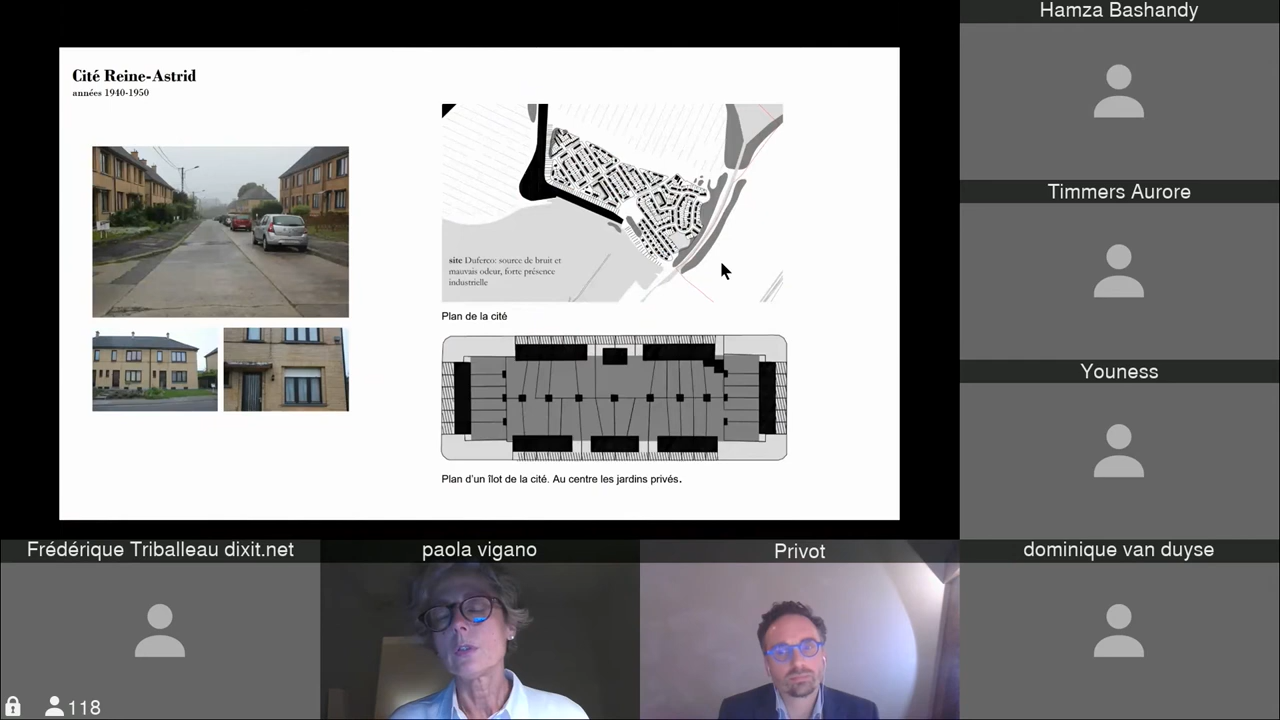 Cité Reine-Astrid
années 1940-1950
site Duferco: source de bruit et
mauvais odeur, forte présence
industrielle
Plan de la cité
Plan d'un îlot de la cité. Au centre les jardins privés.
Hamza Bashandy
Timmers Aurore
Youness
Frédérique Triballeau dixit.net
paola vigano
Privot
dominique van duyse
118